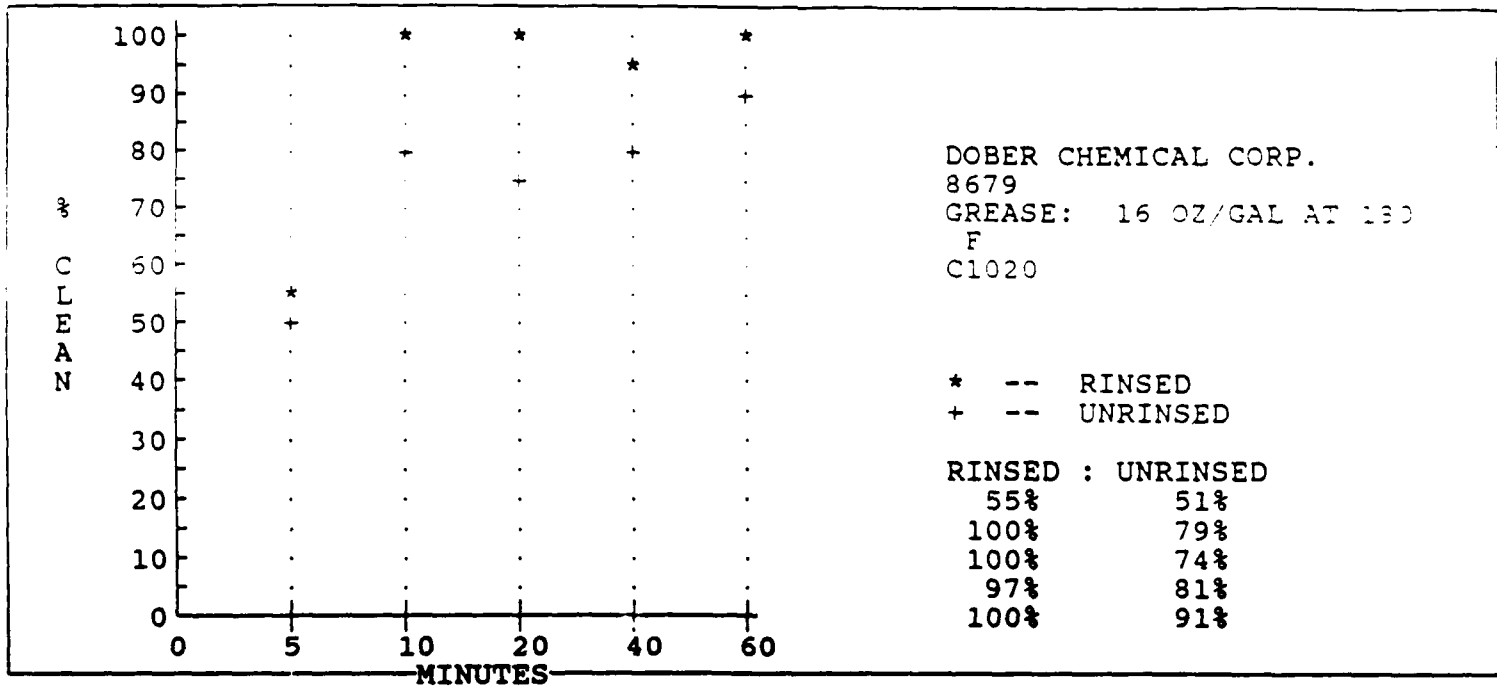 100
90
80
70
60
50
40
30
20
10
0
% CLEAN
0 5 10 20 40 60
MINUTES
DOBER CHEMICAL CORP.
8679
GREASE: 16 OZ/GAL AT
F
C1020
* -- RINSED
+ -- UNRINSED
RINSED : UNRINSED
55% 51%
100% 79%
100% 74%
97% 81%
100% 91%